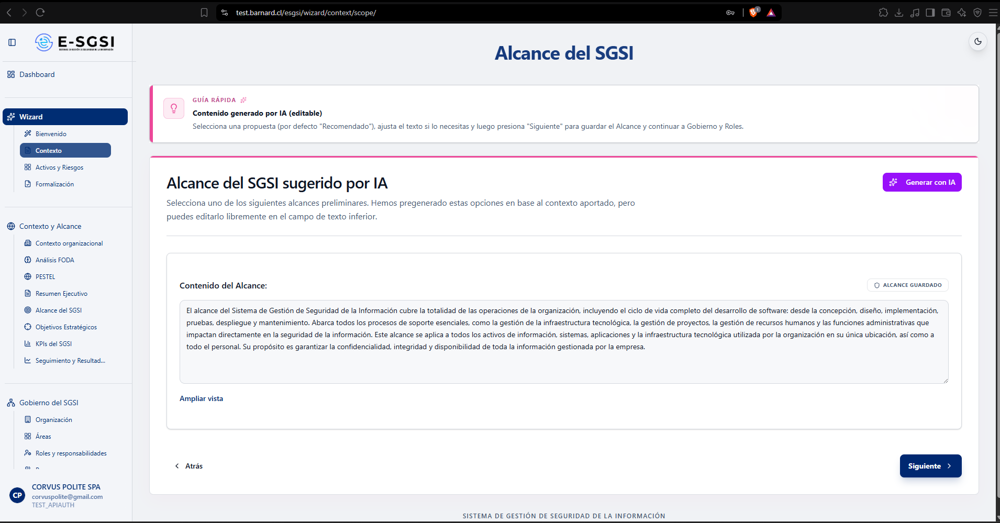 test.barnard.cl/esgsi/wizard/context/scope/
1
E-SGSI
SISTEMAS DE GESTIÓN DE SEGURIDAD DE LA INFORMACIÓN
Dashboard
Wizard
Bienvenido
Contexto
Activos y Riesgos
Formalización
Contexto y Alcance
Contexto organizacional
Análisis FODA
PESTEL
Resumen Ejecutivo
Alcance del SGSI
Objetivos Estratégicos
KPIs del SGSI
Seguimiento y Resultad...
Gobierno del SGSI
Organización
Áreas
Roles y responsabilidades
CP
CORVUS POLITE SPA
corvuspolite@gmail.com
TEST_APIAUTH
Alcance del SGSI
GUÍA RÁPIDA
Contenido generado por IA (editable)
Selecciona una propuesta (por defecto "Recomendado"), ajusta el texto si lo necesitas y luego presiona "Siguiente" para guardar el Alcance y continuar a Gobierno y Roles.
Alcance del SGSI sugerido por IA
Generar con IA
Selecciona uno de los siguientes alcances preliminares. Hemos pregenerado estas opciones en base al contexto aportado, pero
puedes editarlo libremente en el campo de texto inferior.
Contenido del Alcance:
ALCANCE GUARDADO
El alcance del Sistema de Gestión de Seguridad de la Información cubre la totalidad de las operaciones de la organización, incluyendo el ciclo de vida completo del desarrollo de software: desde la concepción, diseño, implementación,
pruebas, despliegue y mantenimiento. Abarca todos los procesos de soporte esenciales, como la gestión de la infraestructura tecnológica, la gestión de proyectos, la gestión de recursos humanos y las funciones administrativas que
impactan directamente en la seguridad de la información. Este alcance se aplica a todos los activos de información, sistemas, aplicaciones y la infraestructura tecnológica utilizada por la organización en su única ubicación, así como a
todo el personal. Su propósito es garantizar la confidencialidad, integridad y disponibilidad de toda la información gestionada por la empresa.
Ampliar vista
Atrás
Siguiente
SISTEMA DE GESTIÓN DE SEGURIDAD DE LA INFORMACIÓN